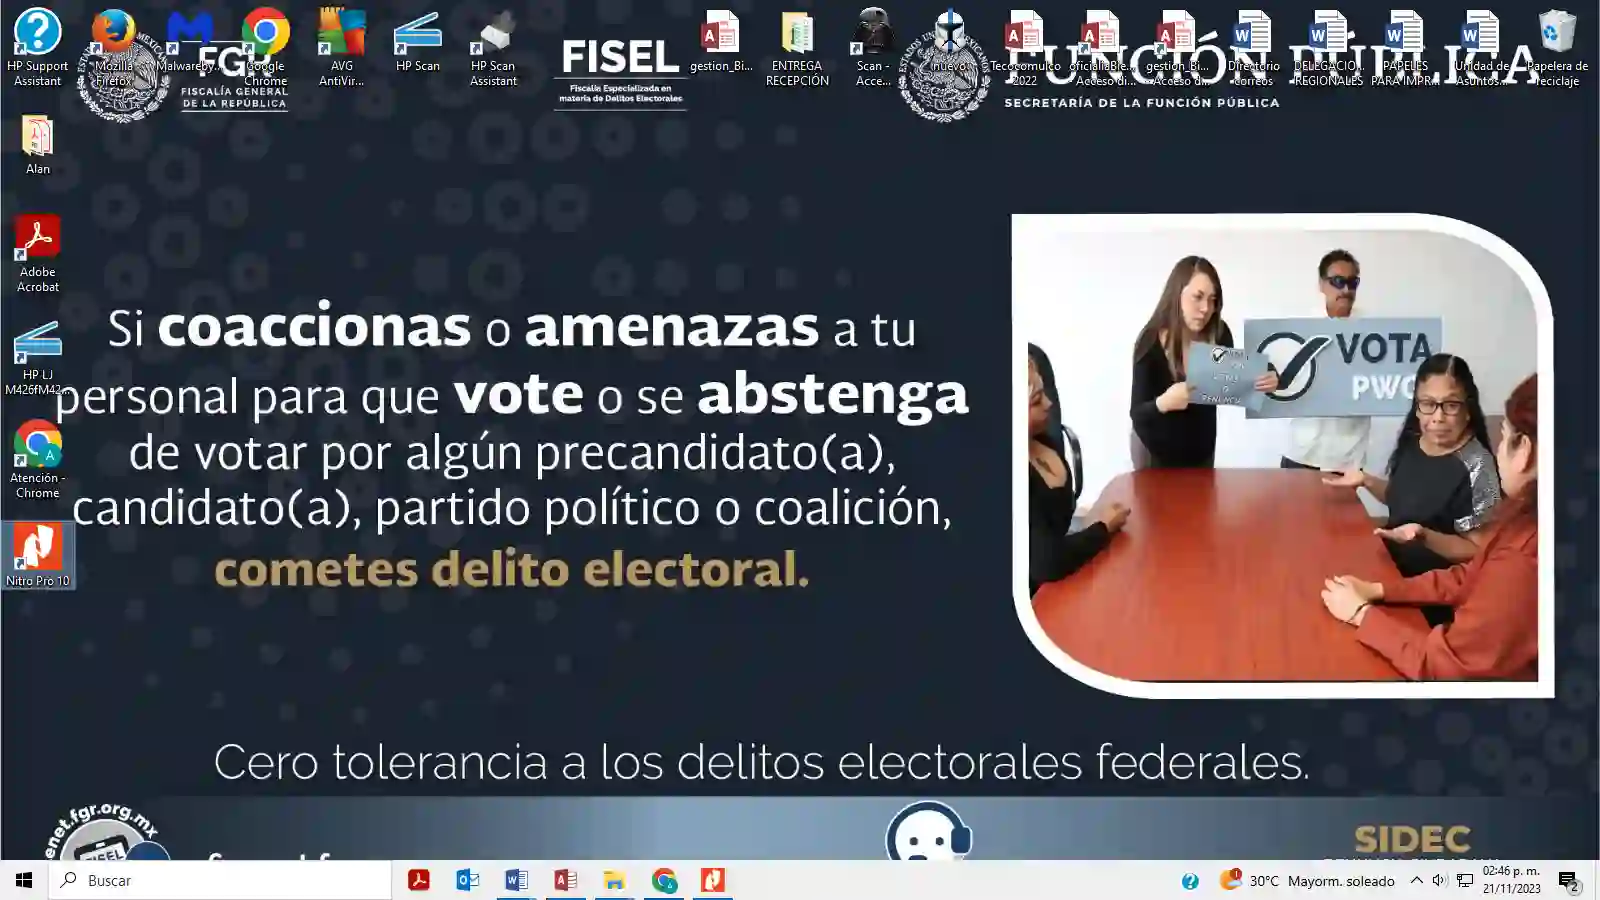 HP Support
Assistant
Mozilla
Firefox
Malwareby...
Google
Chrome
AVG
AntiVir...
HP Scan
HP Scan
Assistant
gestion_Bi...
ENTREGA
RECEPCIÓN
Scan -
Acce...
nuevo
Tecocomulco
2022
oficialiaBie...
- Acceso di...
gestion_Bi...
- Acceso di...
Directorio
correos
DELEGACIO...
REGIONALES
PAPELES
PARA IMPR...
Unidad de
Asuntos...
Papelera de
reciclaje
FGR
FISCALÍA GENERAL
DE LA REPÚBLICA
FISEL
Fiscalía Especializada en
materia de Delitos Electorales
ESTADOS UNIDOS MEXICANOS
FUNCIÓN PÚBLICA
SECRETARÍA DE LA FUNCIÓN PÚBLICA
Alan
Adobe
Acrobat
HP LJ
M426fM42...
Atención -
Chrome
Nitro Pro 10
Si coaccionas o amenazas a tu
personal para que vote o se abstenga
de votar por algún precandidato(a),
candidato(a), partido político o coalición,
cometes delito electoral.
VOTA
PWC
Cero tolerancia a los delitos electorales federales.
enet.fgr.org.mx
FISEL
SIDEC
Buscar
30°C Mayorm. soleado
02:46 p. m.
21/11/2023
2